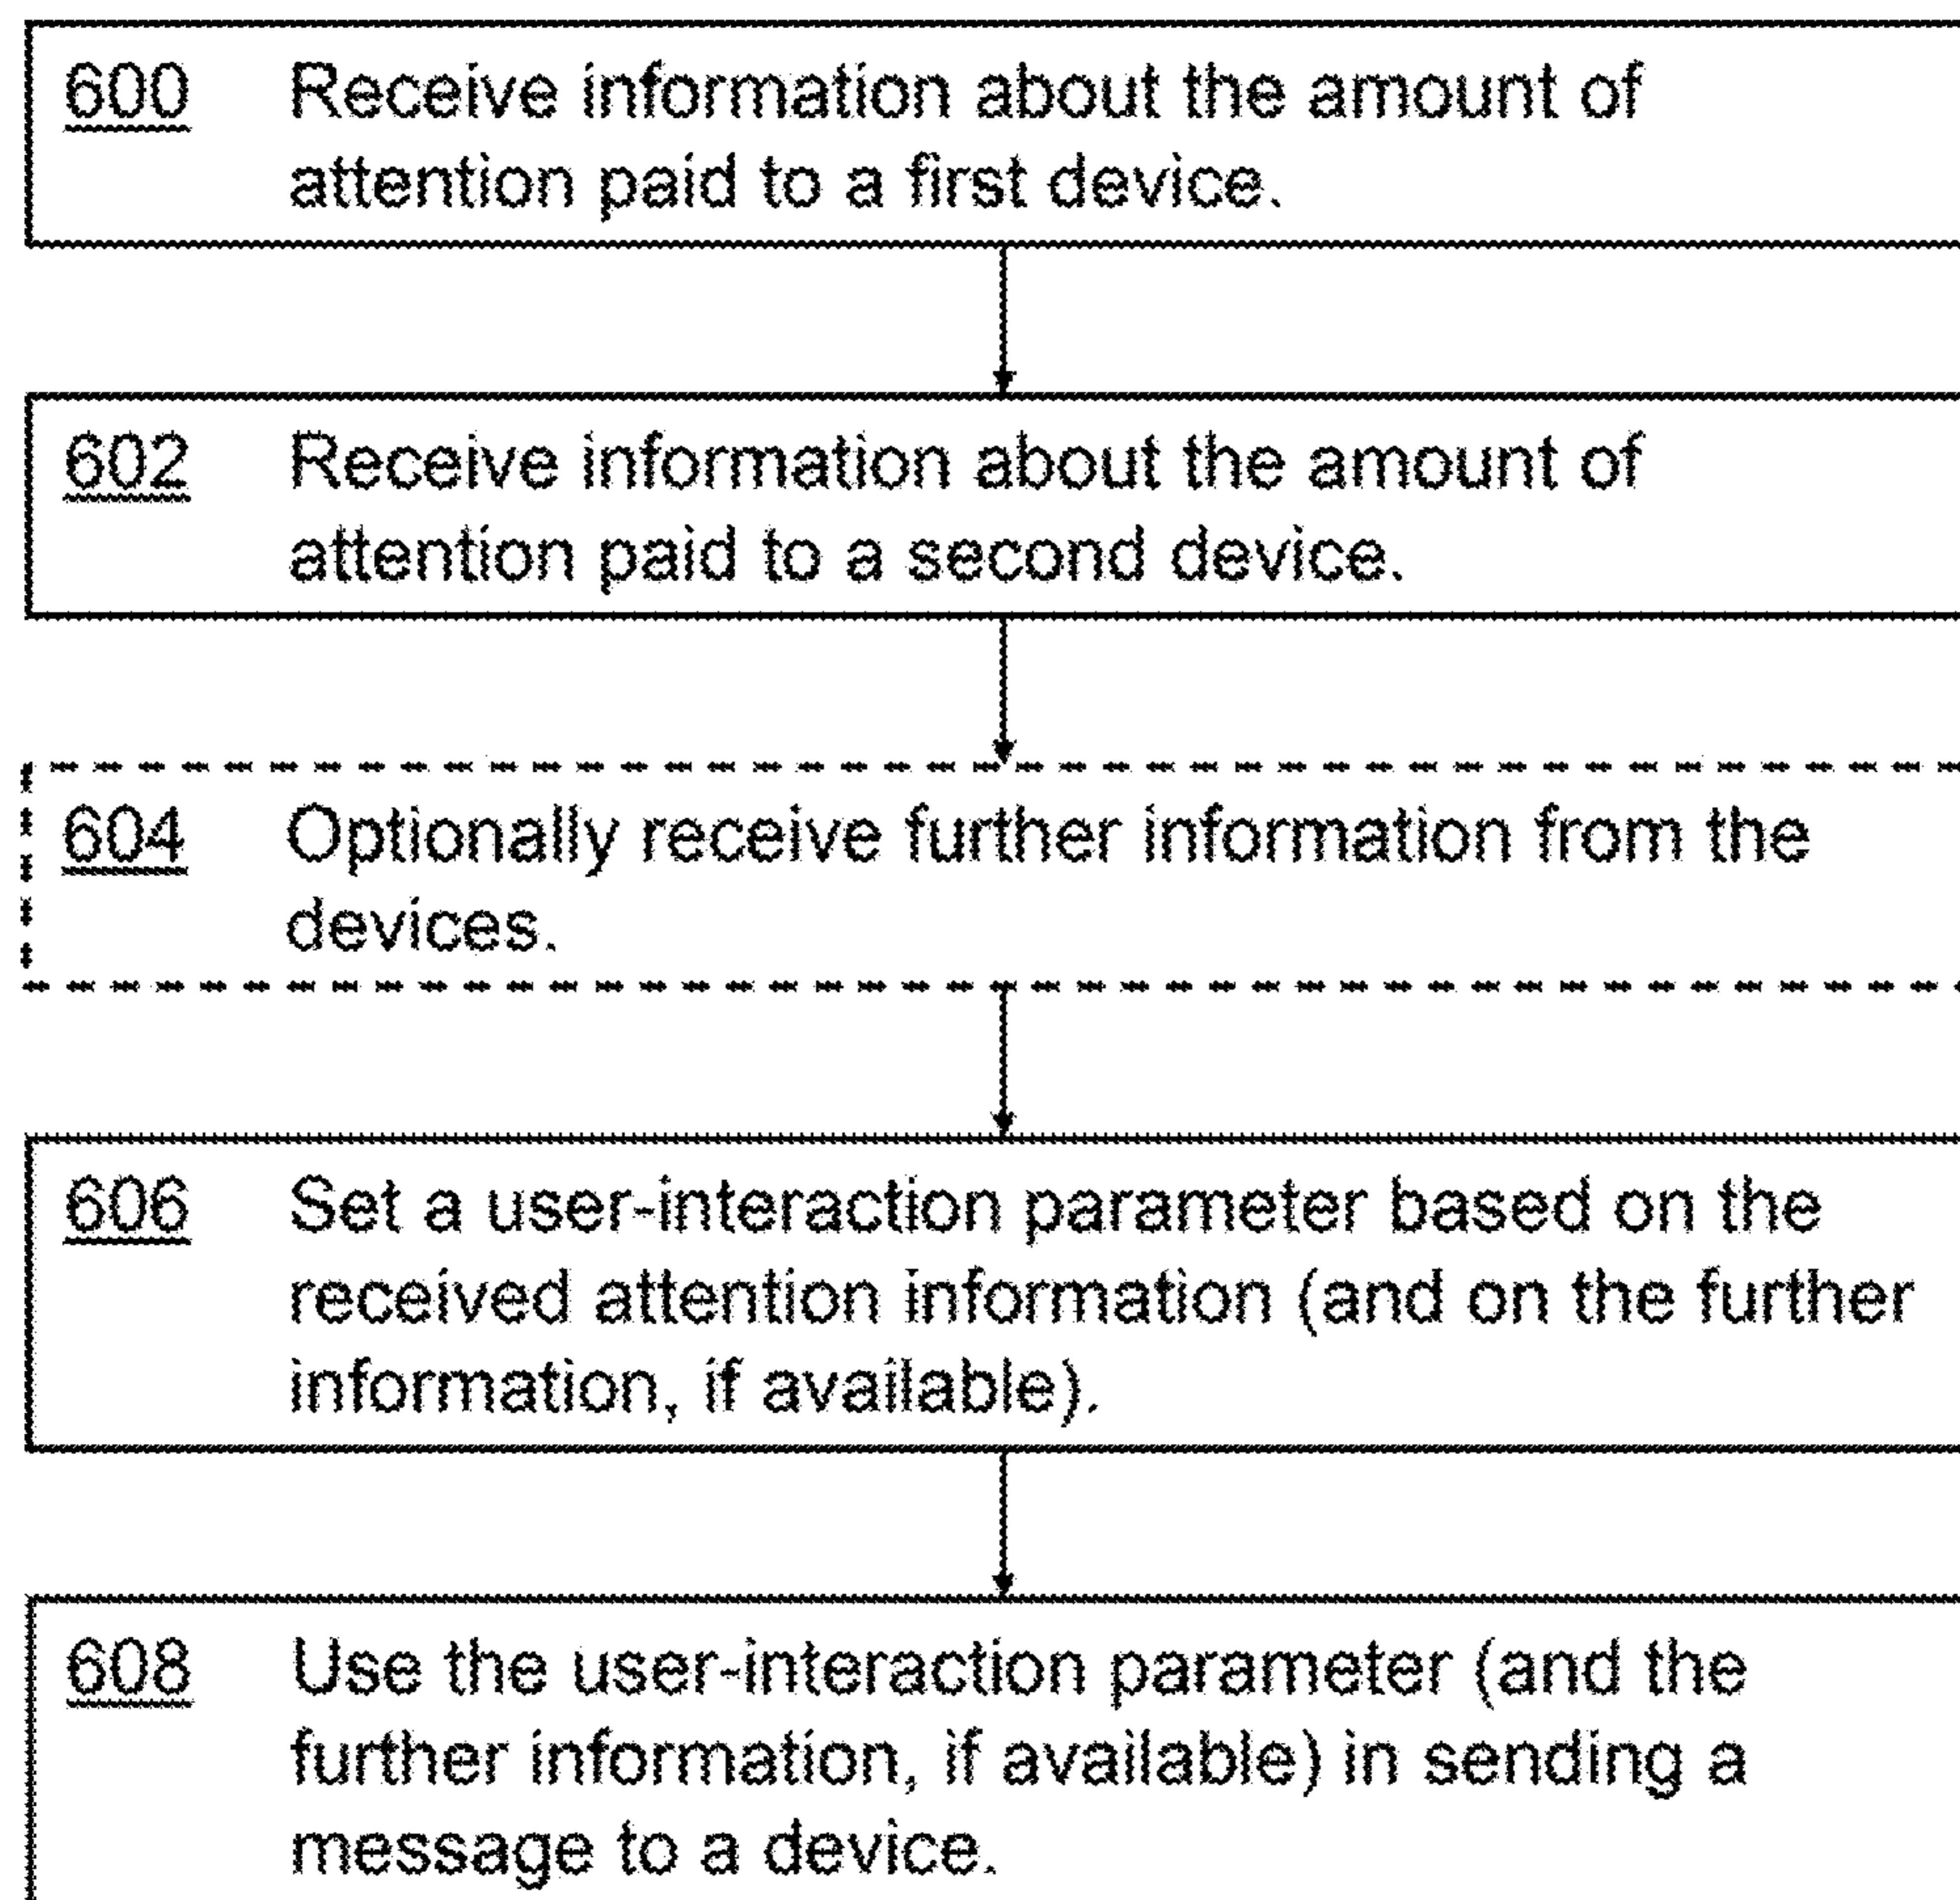 600 Receive information about the amount of
attention paid to a first device.
602 Receive information about the amount of
attention paid to a second device.
604 Optionally receive further information from the
devices.
606 Set a user-interaction parameter based on the
received attention information (and on the further
information, if available).
608 Use the user-interaction parameter (and the
further information, if available) in sending a
message to a device.